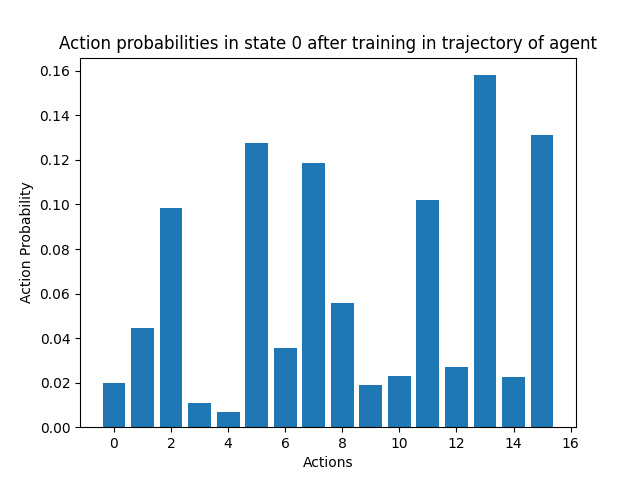 Action probabilities in state 0 after training in trajectory of agent
0.16
0.14
0.12
0.10
0.08
0.06
0.04
0.02
0.00
Action Probability
0 2 4 6 8 10 12 14 16
Actions